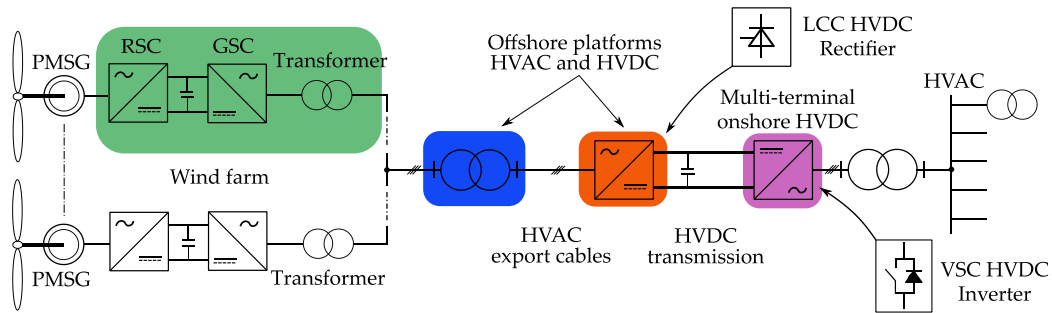 PMSG
RSC
GSC
Transformer
Wind farm
PMSG
Transformer
Offshore platforms
HVAC and HVDC
LCC HVDC
Rectifier
Multi-terminal
onshore HVDC
HVAC
HVAC
export cables
HVDC
transmission
VSC HVDC
Inverter